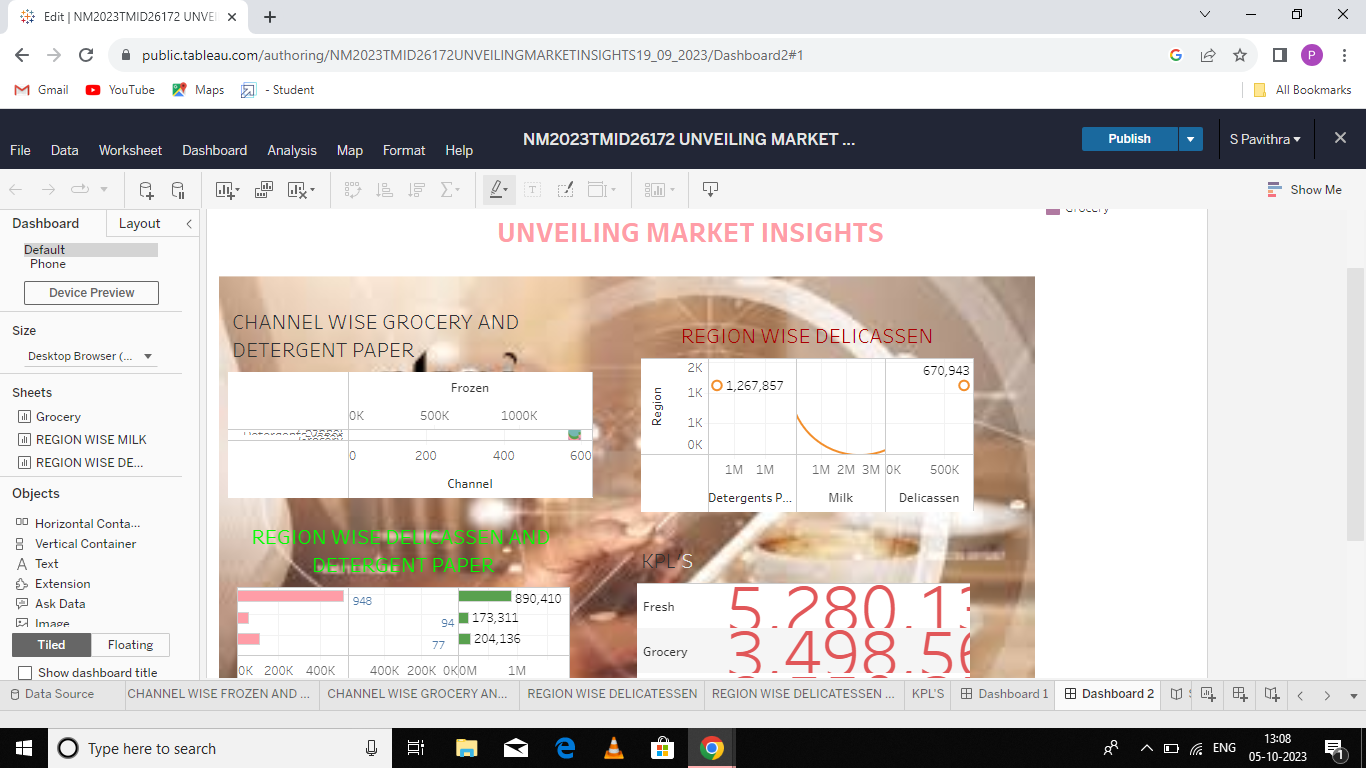 Edit | NM2023TMID26172 UNVEI
public.tableau.com/authoring/NM2023TMID26172UNVEILINGMARKETINSIGHTS19_09_2023/Dashboard2#1
P
Gmail YouTube Maps - Student All Bookmarks
NM2023TMID26172 UNVEILING MARKET ...
Publish
S Pavithra
File Data Worksheet Dashboard Analysis Map Format Help
Show Me
Dashboard Layout
Default
Phone
Device Preview
Size
Desktop Browser (...
Sheets
Grocery
REGION WISE MILK
REGION WISE DE...
Objects
Horizontal Conta...
Vertical Container
Text
Extension
Ask Data
Image
Tiled Floating
Show dashboard title
Grocery
UNVEILING MARKET INSIGHTS
CHANNEL WISE GROCERY AND
DETERGENT PAPER
Frozen
0K 500K 1000K
0 200 400 600
Channel
REGION WISE DELICASSEN
Region
2K
1K
1K
0K
1,267,857
670,943
1M 1M 1M 2M 3M 0K 500K
Detergents P... Milk Delicassen
REGION WISE DELICASSEN AND
DETERGENT PAPER
948 890,410
94 173,311
77 204,136
0K 200K 400K 400K 200K 0K 0M 1M
KPL'S
Fresh 5,280,13
Grocery 3,498,56
Data Source CHANNEL WISE FROZEN AND ... CHANNEL WISE GROCERY AN... REGION WISE DELICATESSEN REGION WISE DELICATESSEN ... KPL'S Dashboard 1 Dashboard 2
Type here to search
ENG
13:08
05-10-2023
1